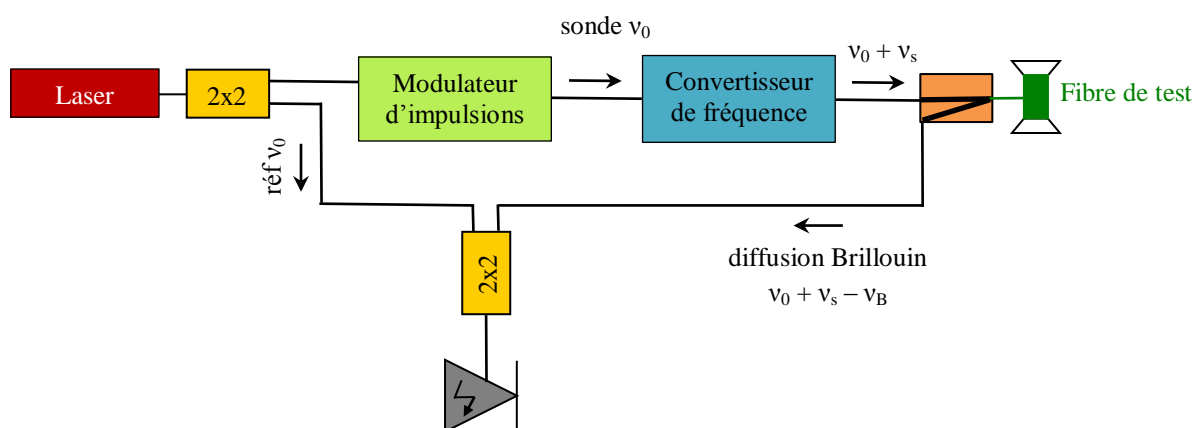 sonde ν₀
ν₀ + νₛ
Laser
2x2
Modulateur
d’impulsions
Convertisseur
de fréquence
Fibre de test
réf ν₀
2x2
diffusion Brillouin
ν₀ + νₛ – ν_B